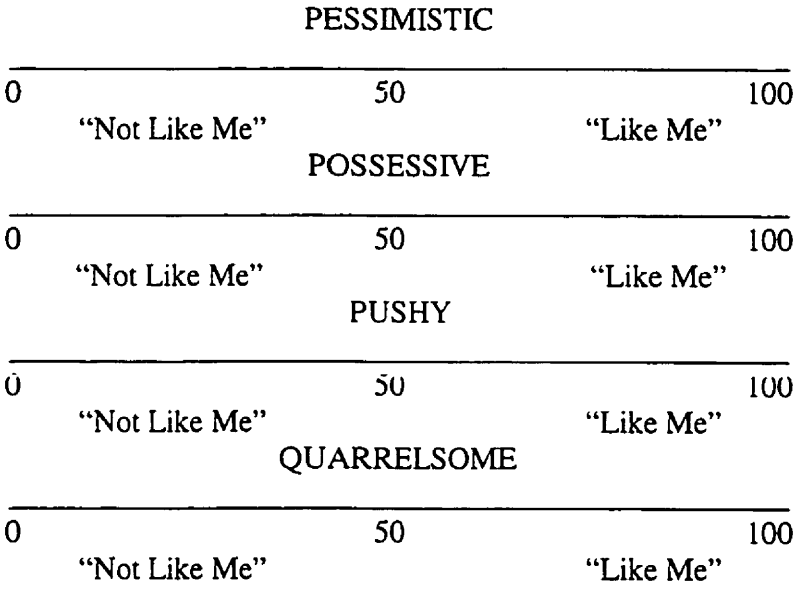 PESSIMISTIC
0 50 100
“Not Like Me” “Like Me”
POSSESSIVE
0 50 100
“Not Like Me” “Like Me”
PUSHY
0 50 100
“Not Like Me” “Like Me”
QUARRELSOME
0 50 100
“Not Like Me” “Like Me”